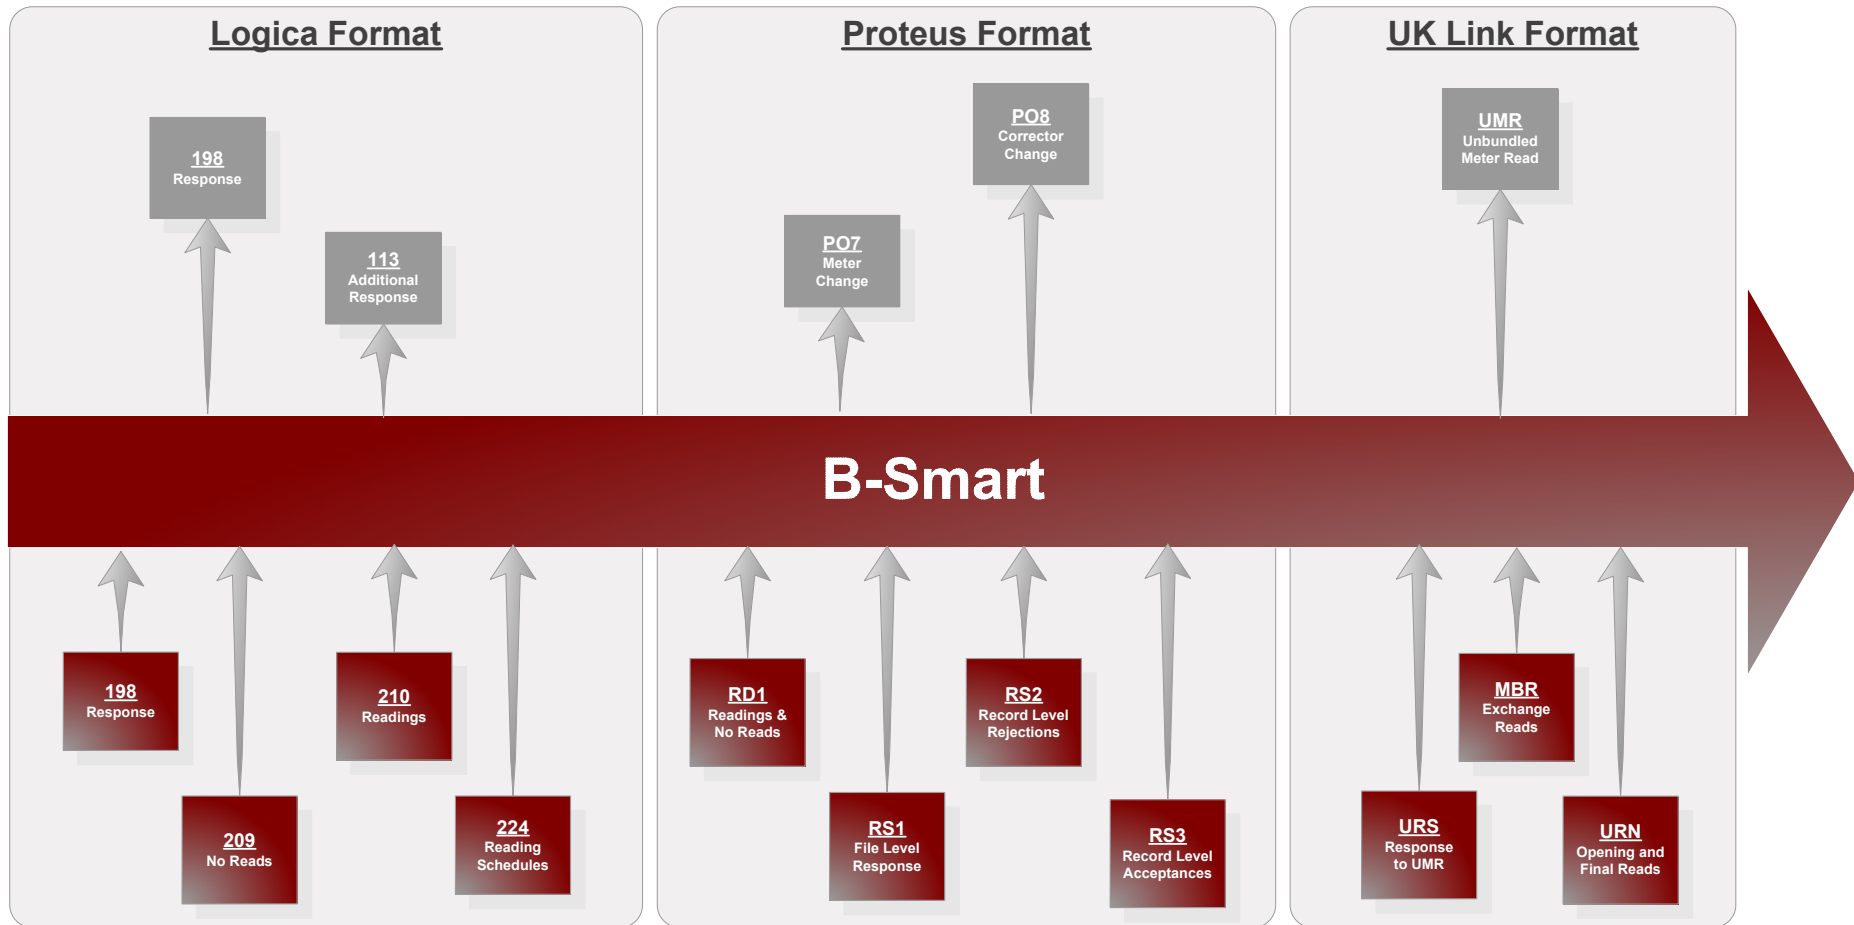 Logica Format
Proteus Format
UK Link Format
198
Response
113
Additional
Response
PO7
Meter
Change
PO8
Corrector
Change
UMR
Unbundled
Meter Read
B-Smart
198
Response
209
No Reads
210
Readings
224
Reading
Schedules
RD1
Readings &
No Reads
RS1
File Level
Response
RS2
Record Level
Rejections
RS3
Record Level
Acceptances
URS
Response
to UMR
MBR
Exchange
Reads
URN
Opening and
Final Reads